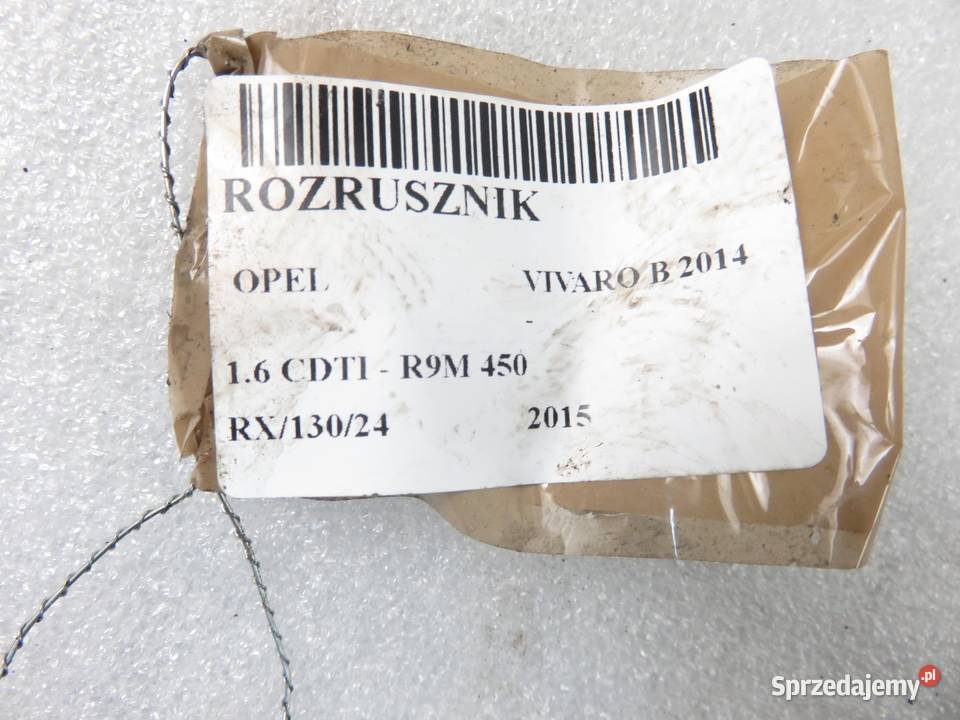 ROZRUSZNIK
OPEL VIVARO B 2014 -
1.6 CDTI - R9M 450
RX/130/24 2015
Sprzedajemy.pl